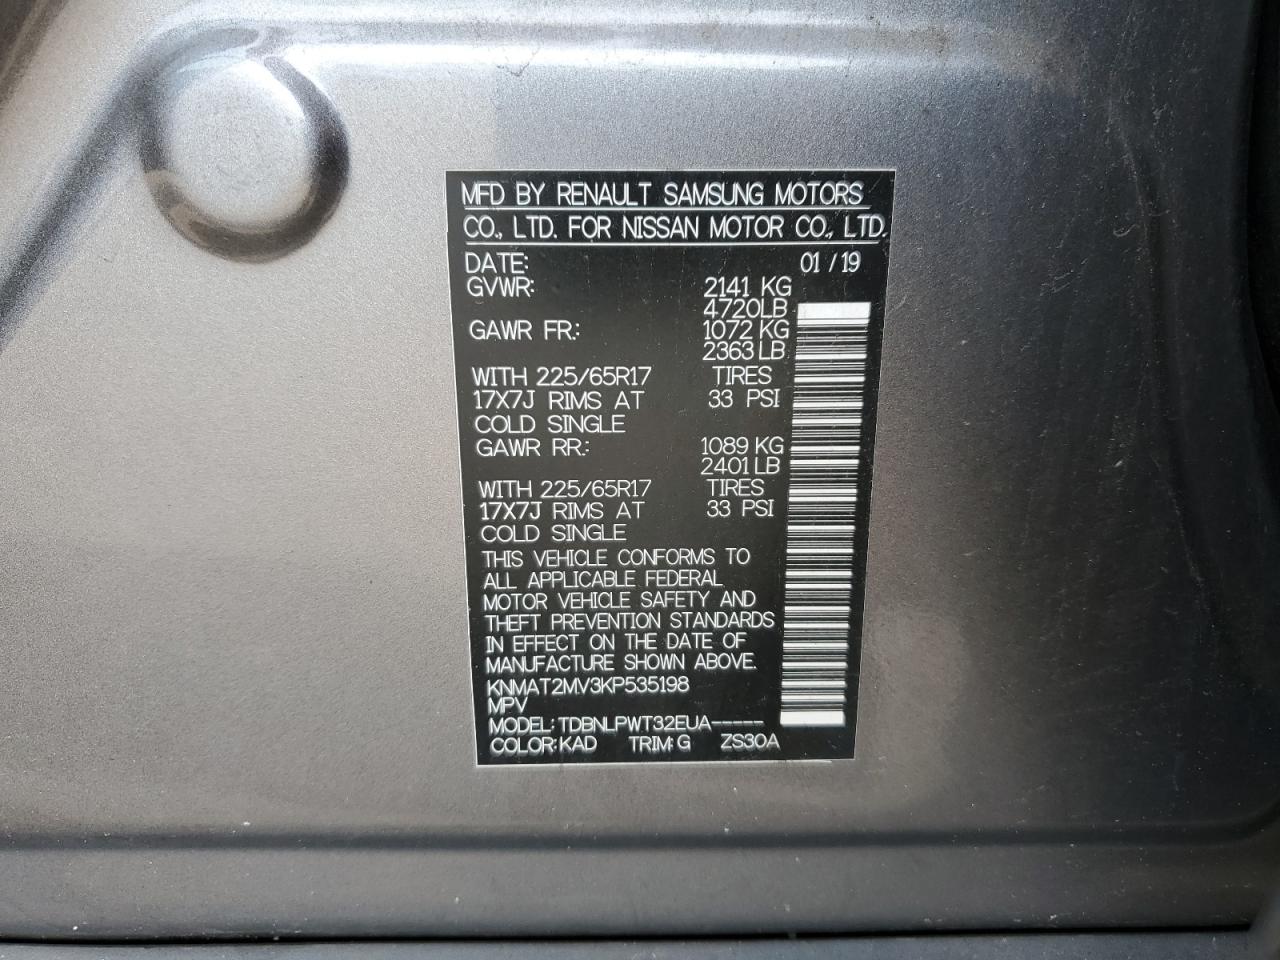 MFD BY RENAULT SAMSUNG MOTORS
CO., LTD. FOR NISSAN MOTOR CO., LTD.
DATE: 01 / 19
GVWR: 2141 KG
4720LB
GAWR FR.: 1072 KG
2363 LB
WITH 225/65R17 TIRES
17X7J RIMS AT 33 PSI
COLD SINGLE
GAWR RR.: 1089 KG
2401 LB
WITH 225/65R17 TIRES
17X7J RIMS AT 33 PSI
COLD SINGLE
THIS VEHICLE CONFORMS TO
ALL APPLICABLE FEDERAL
MOTOR VEHICLE SAFETY AND
THEFT PREVENTION STANDARDS
IN EFFECT ON THE DATE OF
MANUFACTURE SHOWN ABOVE.
KNMAT2MV3KP535198
MPV
MODEL: TDBNLPWT32EUA-----
COLOR: KAD TRIM: G ZS30A